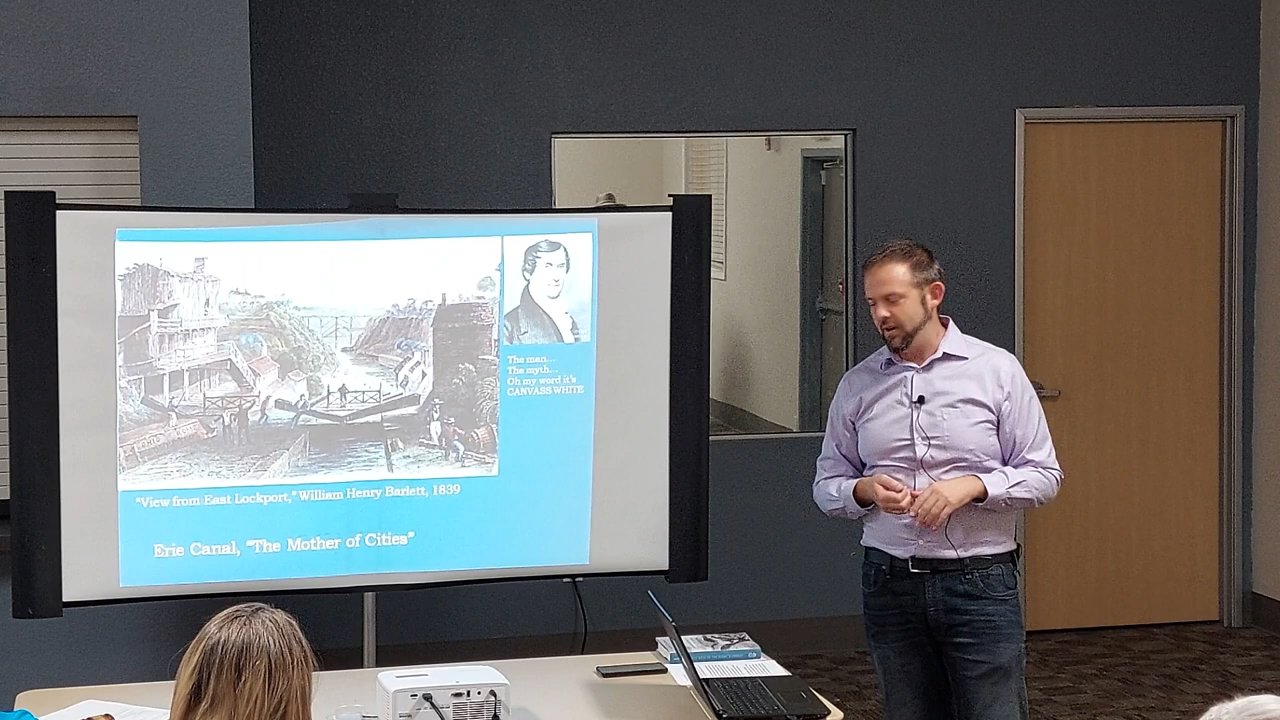 The man...
The myth...
Oh my word it's
CANVASS WHITE
"View from East Lockport," William Henry Barlett, 1839
Erie Canal, "The Mother of Cities"